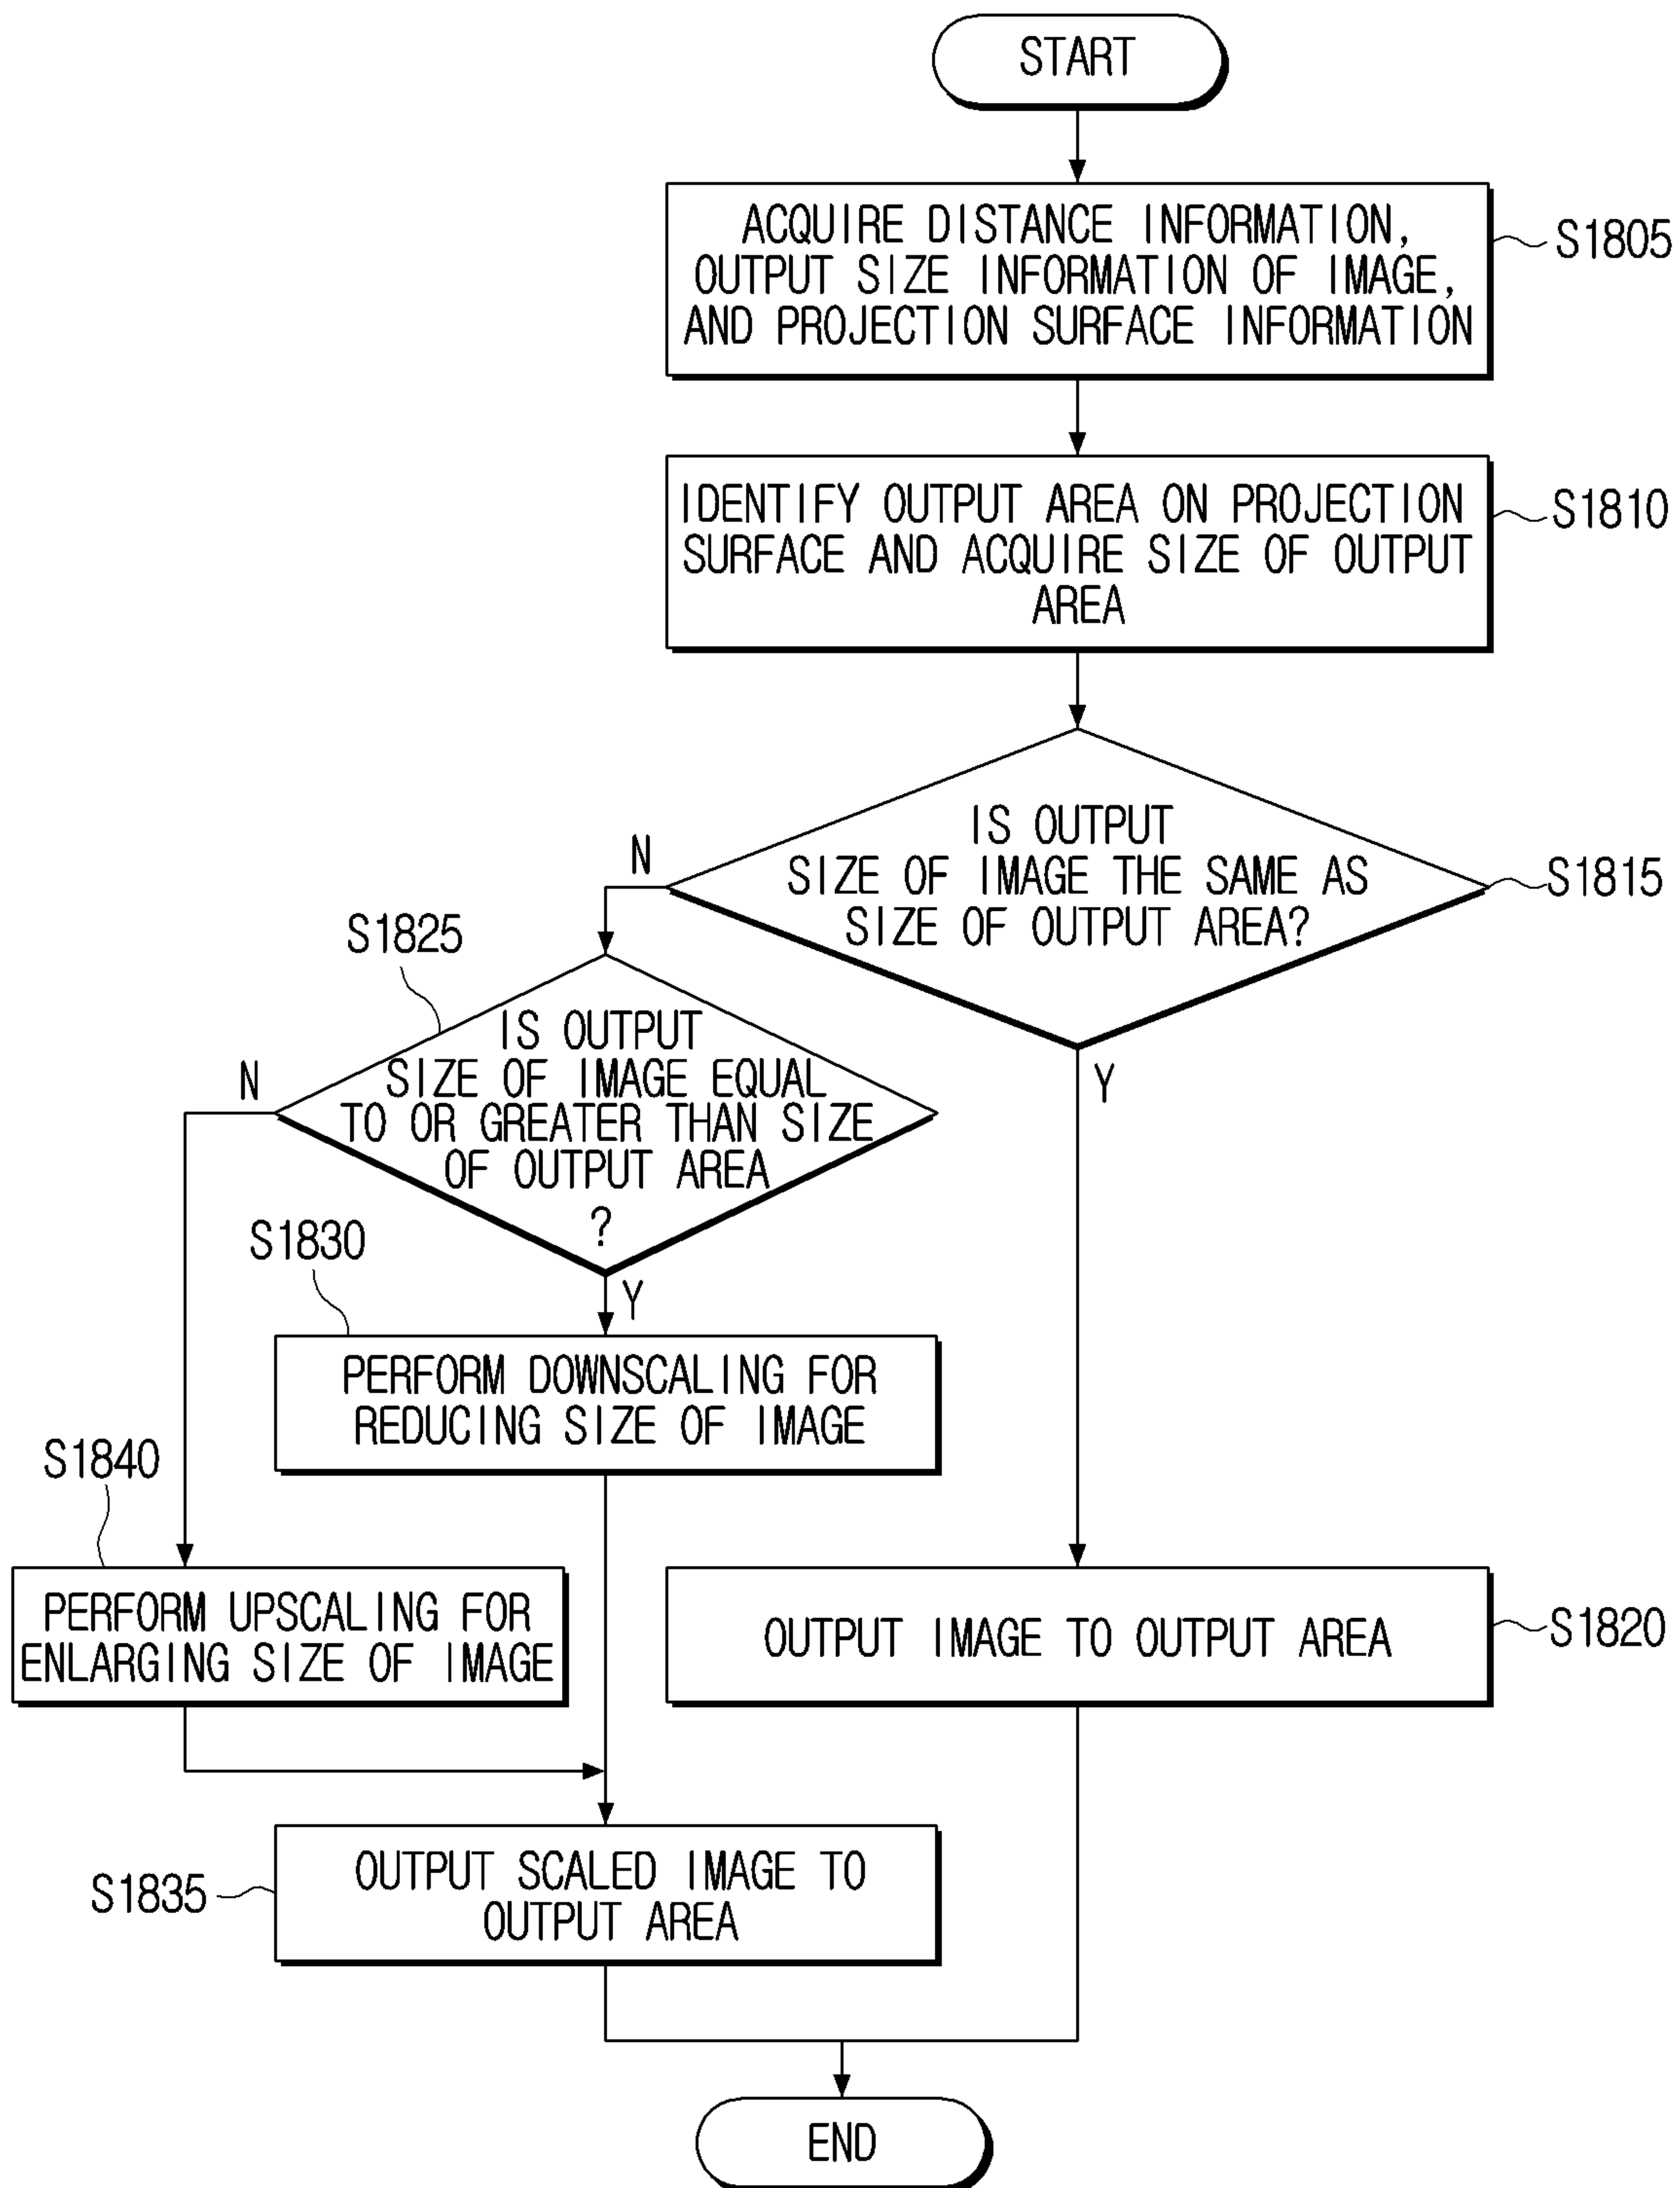 START
ACQUIRE DISTANCE INFORMATION,
OUTPUT SIZE INFORMATION OF IMAGE,
AND PROJECTION SURFACE INFORMATION
S1805
IDENTIFY OUTPUT AREA ON PROJECTION
SURFACE AND ACQUIRE SIZE OF OUTPUT
AREA
S1810
IS OUTPUT
SIZE OF IMAGE THE SAME AS
SIZE OF OUTPUT AREA?
S1815
N
Y
S1825
IS OUTPUT
SIZE OF IMAGE EQUAL
TO OR GREATER THAN SIZE
OF OUTPUT AREA
?
N
Y
S1830
PERFORM DOWNSCALING FOR
REDUCING SIZE OF IMAGE
S1840
PERFORM UPSCALING FOR
ENLARGING SIZE OF IMAGE
OUTPUT IMAGE TO OUTPUT AREA
S1820
S1835
OUTPUT SCALED IMAGE TO
OUTPUT AREA
END